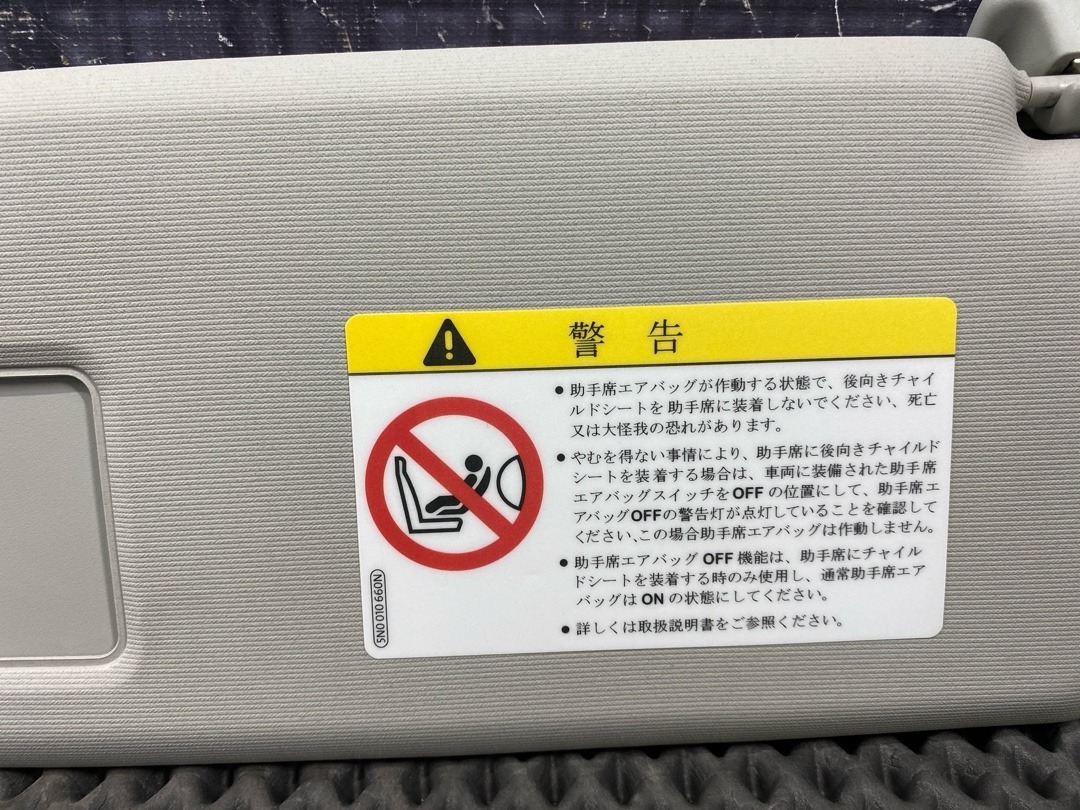 警告
●助手席エアバッグが作動する状態で、後向きチャイ
ルドシートを助手席に装着しないでください、死亡
又は大怪我の恐れがあります。
●やむを得ない事情により、助手席に後向きチャイルド
シートを装着する場合は、車両に装備された助手席
エアバッグスイッチをOFFの位置にして、助手席エ
アバッグOFFの警告灯が点灯していることを確認して
ください、この場合助手席エアバッグは作動しません。
●助手席エアバッグ OFF 機能は、助手席にチャイル
ドシートを装着する時のみ使用し、通常助手席エア
バッグは ON の状態にしてください。
●詳しくは取扱説明書をご参照ください。
5N0 010 660N